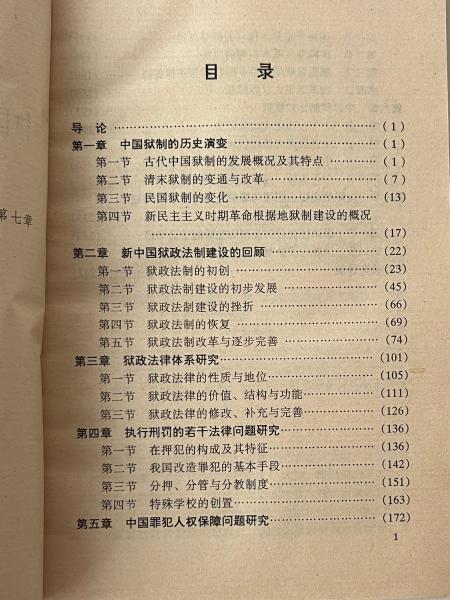 目 录
导 论 ……………………………………………… (1)
第一章 中国狱制的历史演变 ……………………… (1)
第一节 古代中国狱制的发展概况及其特点 ……… (1)
第二节 清末狱制的变通与改革 …………………… (7)
第三节 民国狱制的变化 …………………………… (13)
第四节 新民主主义时期革命根据地狱制建设的概况
……………………………………………… (17)
第二章 新中国狱政法制建设的回顾 ……………… (22)
第一节 狱政法制的初创 …………………………… (23)
第二节 狱政法制建设的初步发展 ………………… (45)
第三节 狱政法制建设的挫折 ……………………… (66)
第四节 狱政法制的恢复 …………………………… (69)
第五节 狱政法制改革与逐步完善 ………………… (74)
第三章 狱政法律体系研究 ………………………… (101)
第一节 狱政法律的性质与地位 …………………… (105)
第二节 狱政法律的价值、结构与功能 …………… (111)
第三节 狱政法律的修改、补充与完善 …………… (126)
第四章 执行刑罚的若干法律问题研究 …………… (136)
第一节 在押犯的构成及其特征 …………………… (136)
第二节 我国改造罪犯的基本手段 ………………… (142)
第三节 分押、分管与分教制度 …………………… (151)
第四节 特殊学校的创置 …………………………… (163)
第五章 中国罪犯人权保障问题研究 ……………… (172)
1
第七章